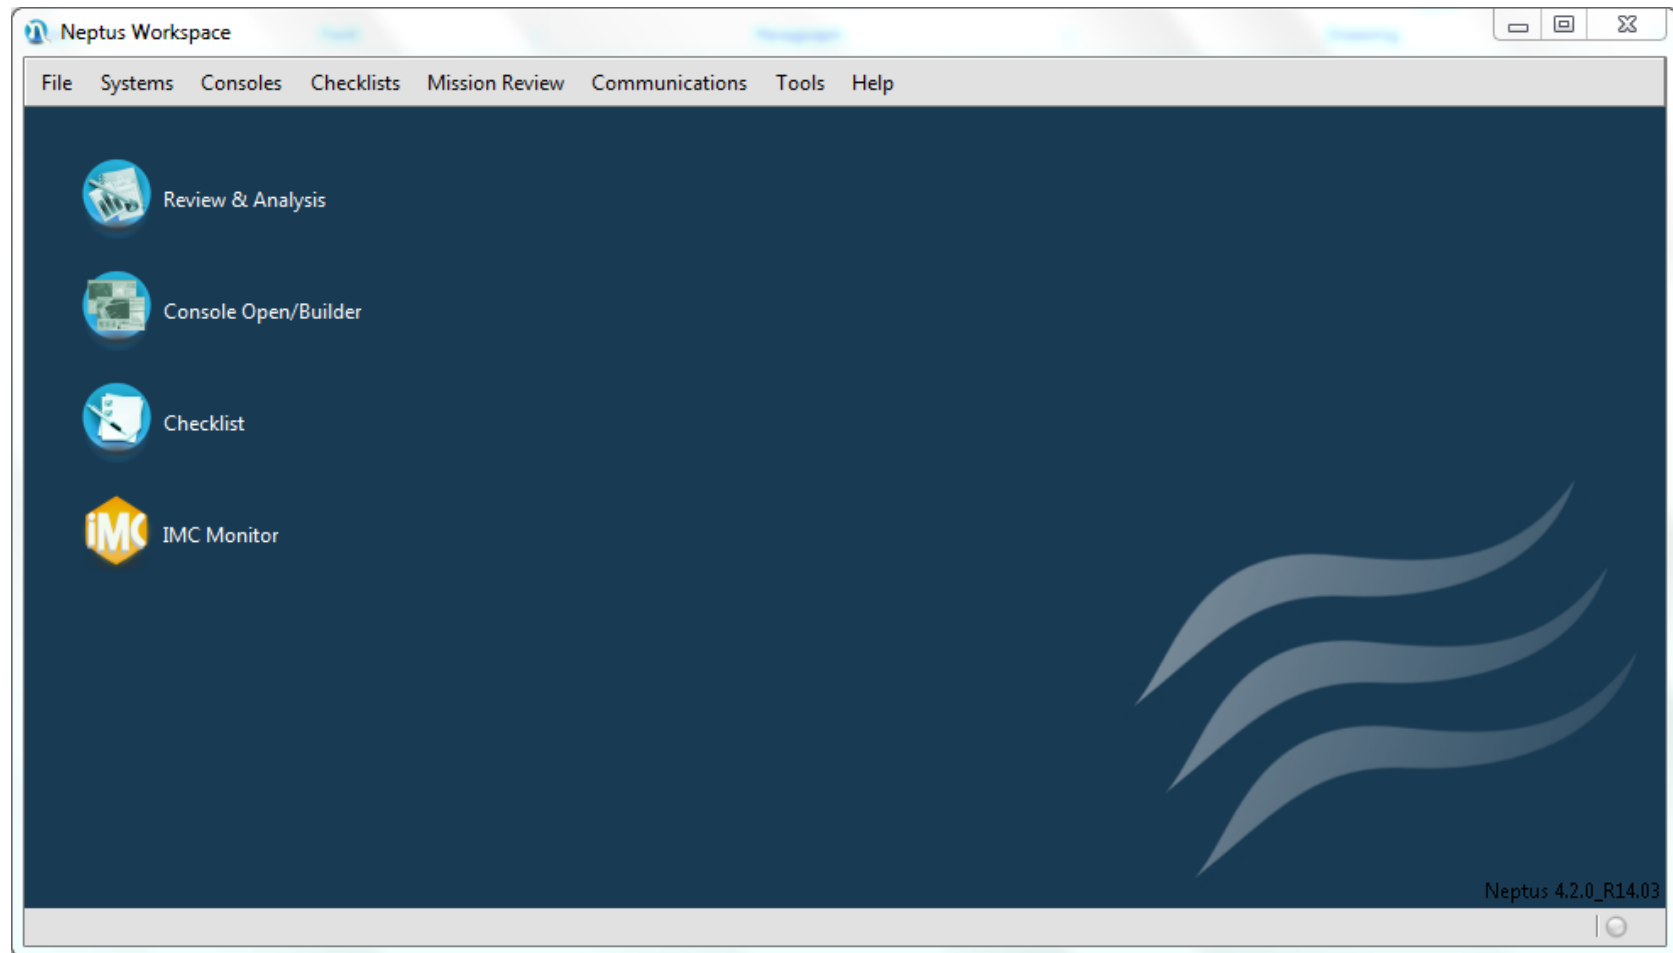 Neptus Workspace
File Systems Consoles Checklists Mission Review Communications Tools Help
Review & Analysis
Console Open/Builder
Checklist
iMC IMC Monitor
Neptus 4.2.0_R14.03